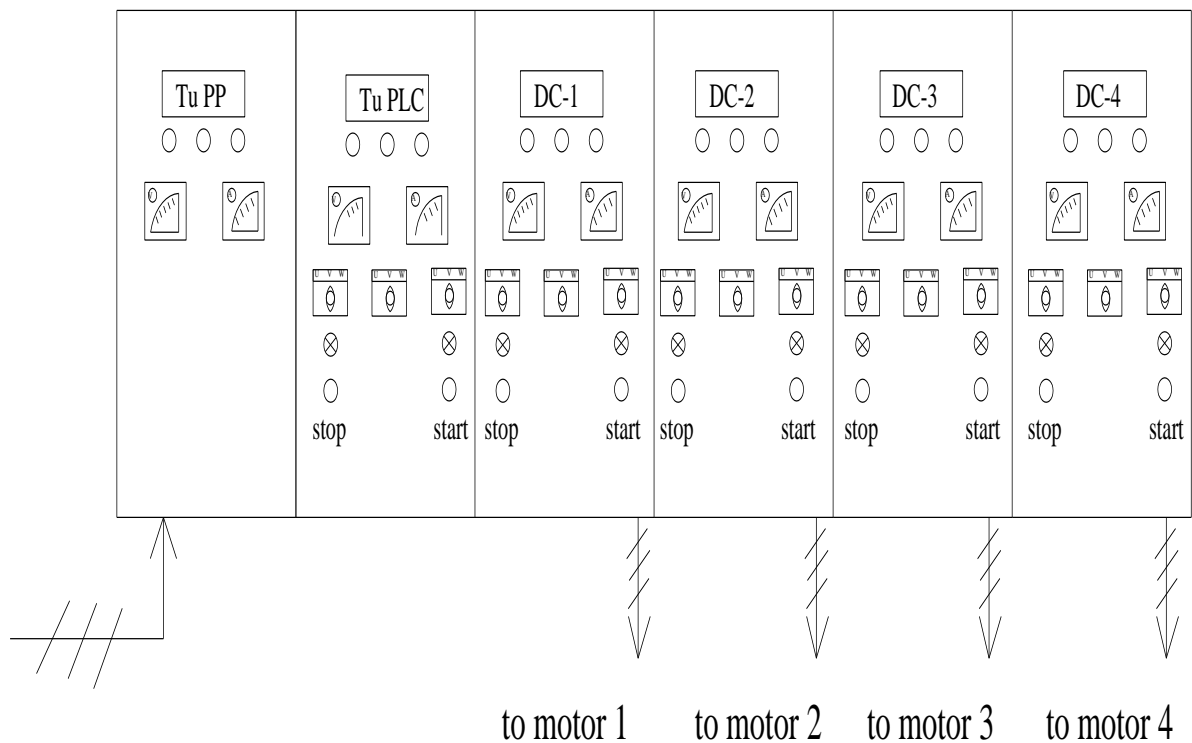 Tu PP
Tu PLC
DC-1
DC-2
DC-3
DC-4
V A V A V A V A V A V A
U V W U V W U V W U V W U V W U V W U V W U V W U V W U V W U V W U V W U V W U V W U V W
stop start stop start stop start stop start stop start
to motor 1 to motor 2 to motor 3 to motor 4